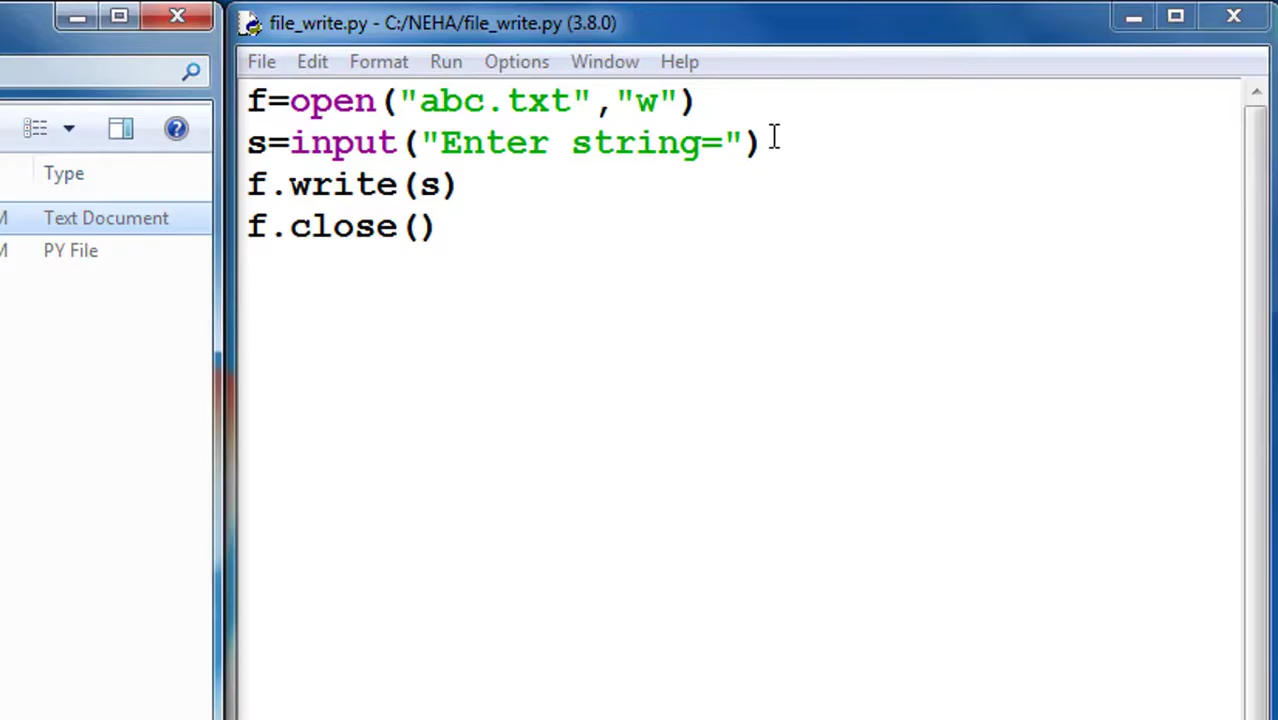 file_write.py - C:/NEHA/file_write.py (3.8.0)
File Edit Format Run Options Window Help
f=open("abc.txt","w")
s=input("Enter string=")
f.write(s)
f.close()
Type
M Text Document
M PY File